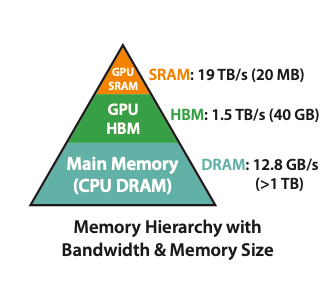 GPU
SRAM
SRAM: 19 TB/s (20 MB)
GPU
HBM
HBM: 1.5 TB/s (40 GB)
Main Memory
(CPU DRAM)
DRAM: 12.8 GB/s
(>1 TB)
Memory Hierarchy with
Bandwidth & Memory Size